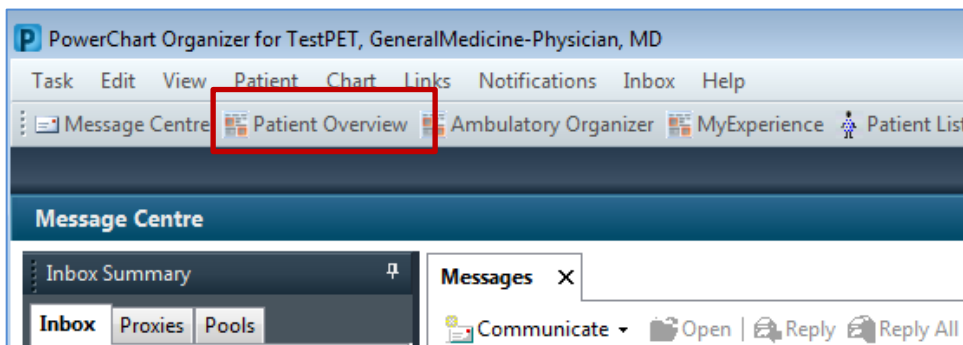 PowerChart Organizer for TestPET, GeneralMedicine-Physician, MD
Task Edit View Patient Chart Links Notifications Inbox Help
Message Centre Patient Overview Ambulatory Organizer MyExperience Patient List
Message Centre
Inbox Summary
Messages X
Inbox Proxies Pools
Communicate Open Reply Reply All